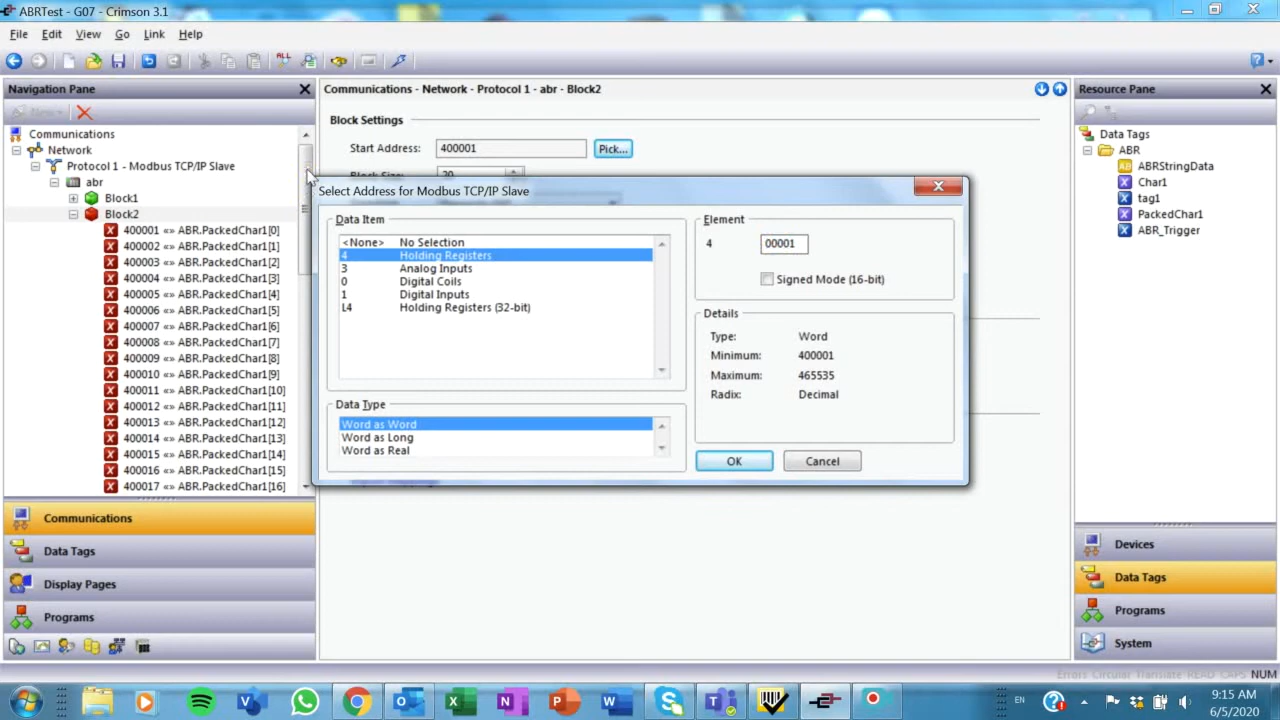 ABRTest - G07 - Crimson 3.1
File Edit View Go Link Help
Navigation Pane
New
Communications
Network
Protocol 1 - Modbus TCP/IP Slave
abr
Block1
Block2
400001 «» ABR.PackedChar1[0]
400002 «» ABR.PackedChar1[1]
400003 «» ABR.PackedChar1[2]
400004 «» ABR.PackedChar1[3]
400005 «» ABR.PackedChar1[4]
400006 «» ABR.PackedChar1[5]
400007 «» ABR.PackedChar1[6]
400008 «» ABR.PackedChar1[7]
400009 «» ABR.PackedChar1[8]
400010 «» ABR.PackedChar1[9]
400011 «» ABR.PackedChar1[10]
400012 «» ABR.PackedChar1[11]
400013 «» ABR.PackedChar1[12]
400014 «» ABR.PackedChar1[13]
400015 «» ABR.PackedChar1[14]
400016 «» ABR.PackedChar1[15]
400017 «» ABR.PackedChar1[16]
Communications
Data Tags
Display Pages
Programs
Communications - Network - Protocol 1 - abr - Block2
Block Settings
Start Address: 400001 Pick...
Block Size: 20
Select Address for Modbus TCP/IP Slave
Data Item
<None> No Selection
4 Holding Registers
3 Analog Inputs
0 Digital Coils
1 Digital Inputs
L4 Holding Registers (32-bit)
Data Type
Word as Word
Word as Long
Word as Real
Element
4 00001
Signed Mode (16-bit)
Details
Type: Word
Minimum: 400001
Maximum: 465535
Radix: Decimal
OK Cancel
Resource Pane
Data Tags
ABR
ABRStringData
Char1
tag1
PackedChar1
ABR_Trigger
Devices
Data Tags
Programs
System
Errors Circular Translate READ CAPS NUM
EN
9:15 AM
6/5/2020